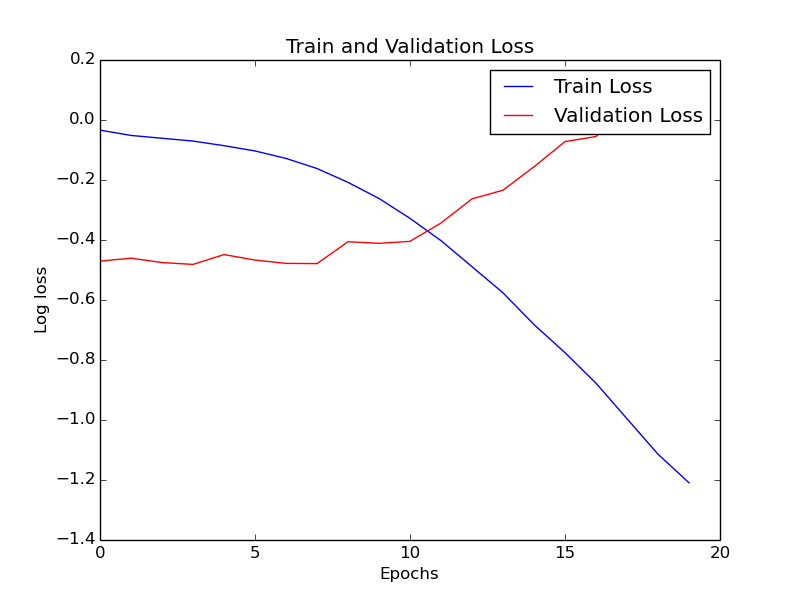 Train and Validation Loss
Train Loss
Validation Loss
0.2
0.0
−0.2
−0.4
−0.6
−0.8
−1.0
−1.2
−1.4
Log loss
0 5 10 15 20
Epochs